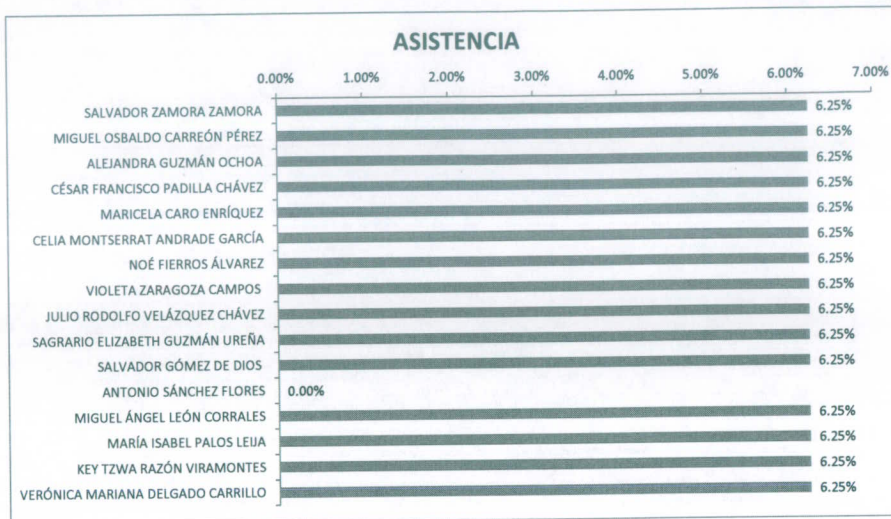 ASISTENCIA
0.00% 1.00% 2.00% 3.00% 4.00% 5.00% 6.00% 7.00%
SALVADOR ZAMORA ZAMORA 6.25%
MIGUEL OSBALDO CARREÓN PÉREZ 6.25%
ALEJANDRA GUZMÁN OCHOA 6.25%
CÉSAR FRANCISCO PADILLA CHÁVEZ 6.25%
MARICELA CARO ENRÍQUEZ 6.25%
CELIA MONTSERRAT ANDRADE GARCÍA 6.25%
NOÉ FIERROS ÁLVAREZ 6.25%
VIOLETA ZARAGOZA CAMPOS 6.25%
JULIO RODOLFO VELÁZQUEZ CHÁVEZ 6.25%
SAGRARIO ELIZABETH GUZMÁN UREÑA 6.25%
SALVADOR GÓMEZ DE DIOS 6.25%
ANTONIO SÁNCHEZ FLORES 0.00%
MIGUEL ÁNGEL LEÓN CORRALES 6.25%
MARÍA ISABEL PALOS LEIJA 6.25%
KEY TZWA RAZÓN VIRAMONTES 6.25%
VERÓNICA MARIANA DELGADO CARRILLO 6.25%